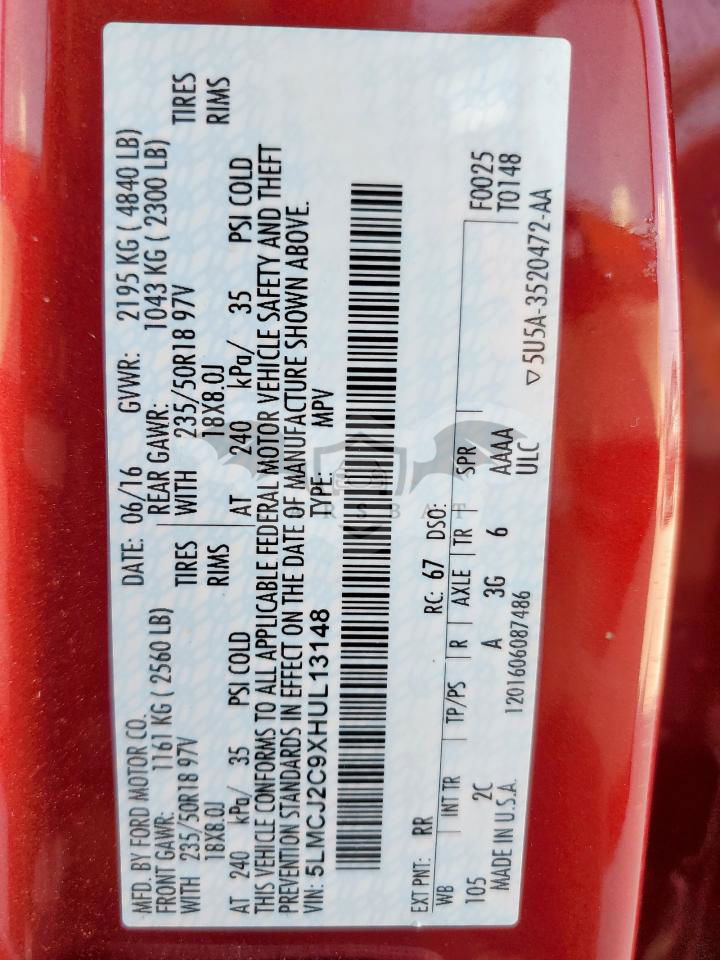 MFD. BY FORD MOTOR CO. DATE: 06/16 GVWR: 2195 KG ( 4840 LB)
FRONT GAWR: 1161 KG ( 2560 LB) REAR GAWR: 1043 KG ( 2300 LB)
WITH 235/50R18 97V TIRES WITH 235/50R18 97V TIRES
18X8.0J RIMS 18X8.0J RIMS
AT 240 kPa/ 35 PSI COLD AT 240 kPa/ 35 PSI COLD
THIS VEHICLE CONFORMS TO ALL APPLICABLE FEDERAL MOTOR VEHICLE SAFETY AND THEFT
PREVENTION STANDARDS IN EFFECT ON THE DATE OF MANUFACTURE SHOWN ABOVE.
VIN: 5LMCJ2C9XHUL13148 TYPE: MPV
EXT PNT: RR RC: 67 DSO: F0025
WB INT TR TP/PS R AXLE TR SPR T0148
105 2C A 3G 6 AAAA
ULC
MADE IN U.S.A. 1201606087486 ▽5U5A-3520472-AA
RSBAT